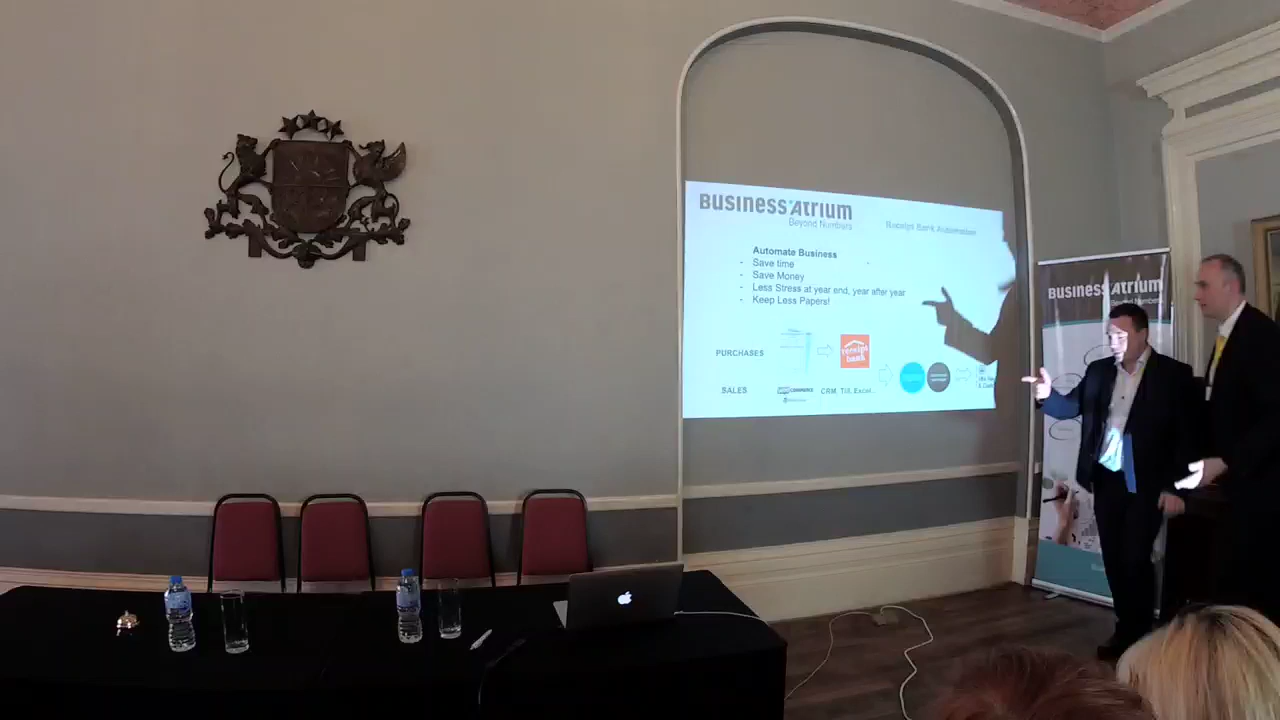 BUSINESS ATRIUM
Beyond Numbers
Receipt Bank Automation
Automate Business
- Save time
- Save Money
- Less Stress at year end, year after year
- Keep Less Papers!
PURCHASES
receipt
bank
SALES
CRM, Till, Excel...
BUSINESS ATRIUM
Beyond Numbers